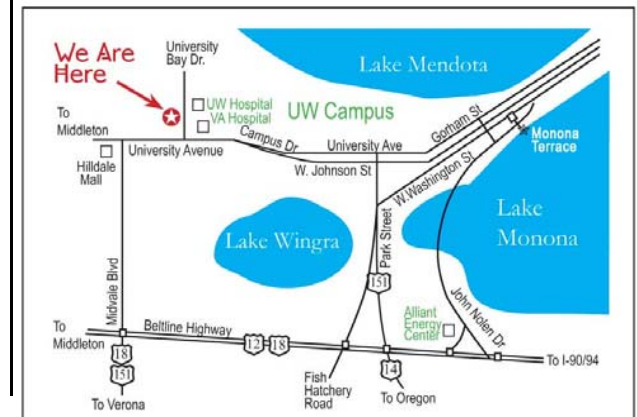 We Are
Here
University
Bay Dr.
Lake Mendota
To
Middleton
UW Hospital
VA Hospital
UW Campus
Gorham St
Monona
Terrace
Campus Dr
University Ave
University Avenue
Hilldale
Mall
W. Johnson St
W.Washington St
Lake Wingra
Park Street
Lake
Monona
Midvale Blvd
151
Alliant
Energy
Center
John Nolen Dr
To
Middleton
Beltline Highway
12
18
18
151
To I-90/94
To Verona
Fish
Hatchery
Road
14
To Oregon